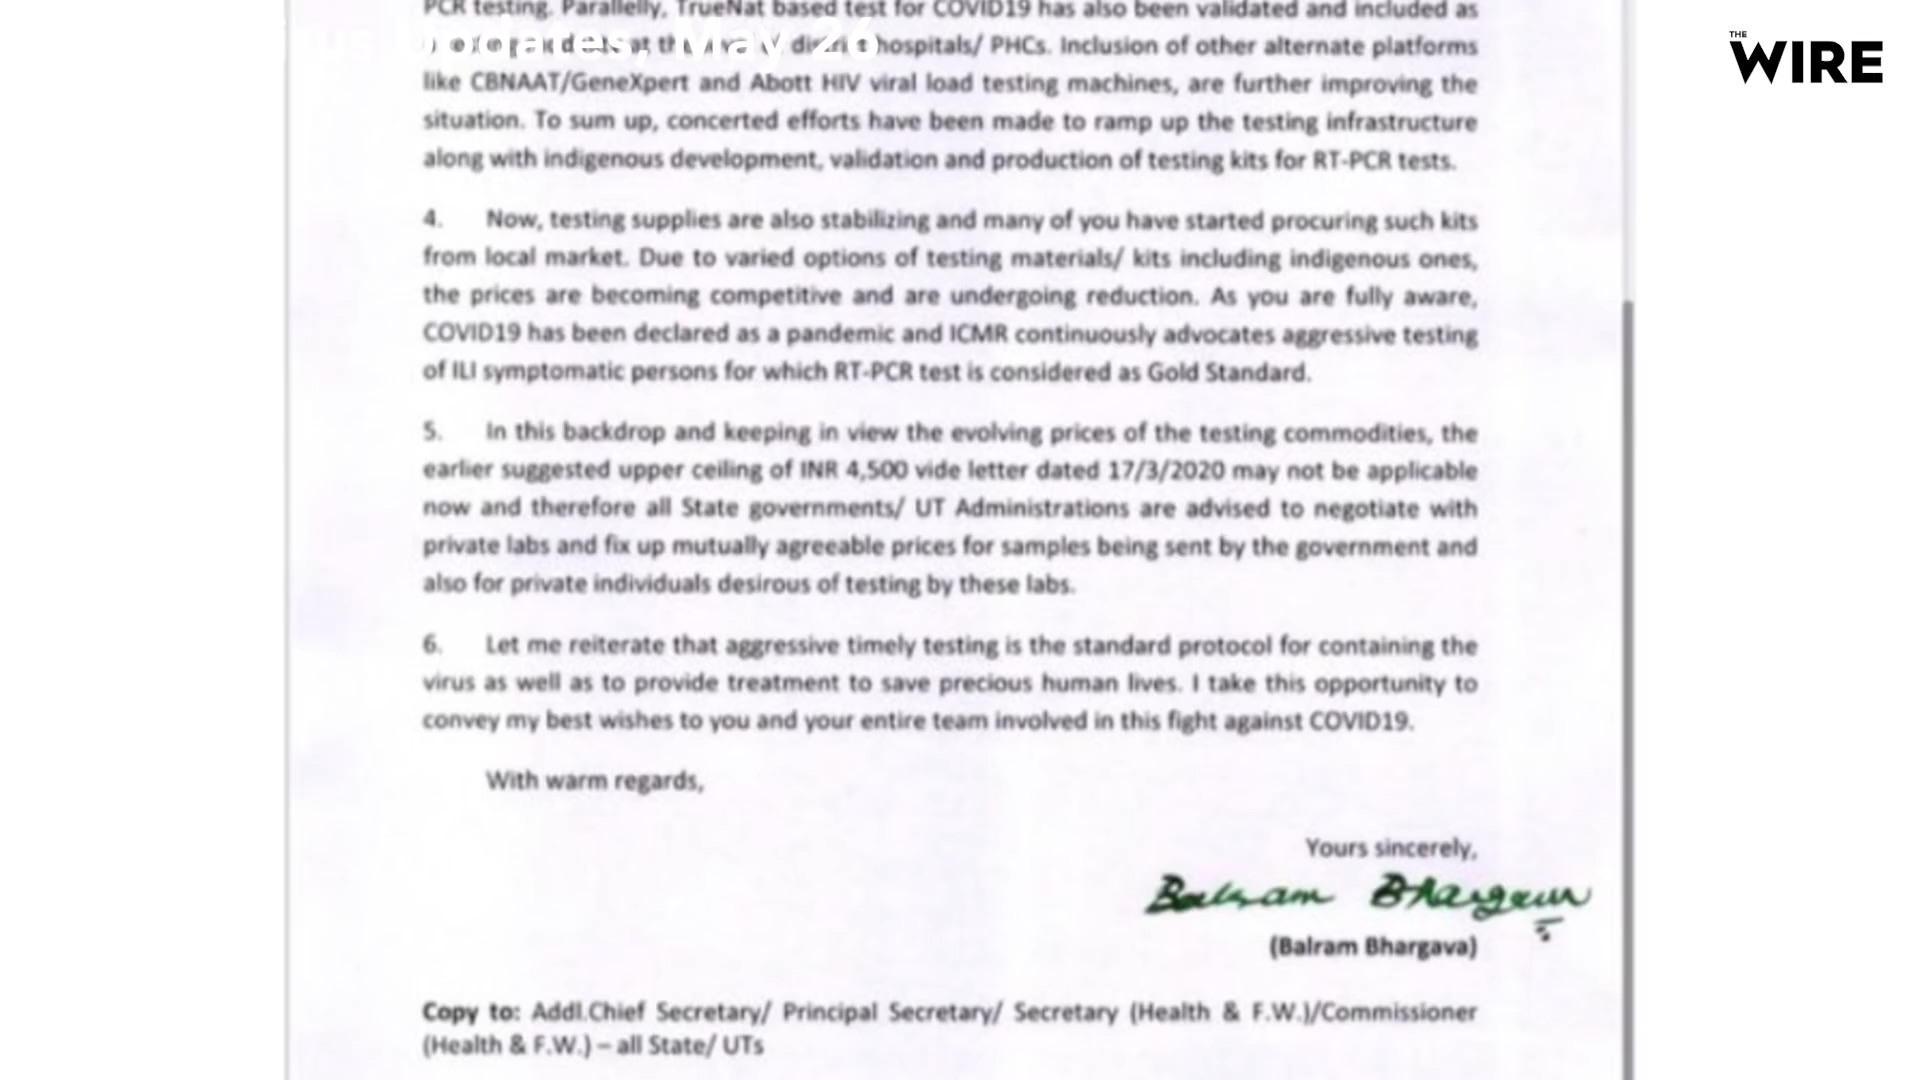 PCR testing. Parallelly, TrueNat based test for COVID19 has also been validated and included as
Updates, May 26
hospitals/ PHCs. Inclusion of other alternate platforms
like CBNAAT/GeneXpert and Abott HIV viral load testing machines, are further improving the
situation. To sum up, concerted efforts have been made to ramp up the testing infrastructure
along with indigenous development, validation and production of testing kits for RT-PCR tests.
4. Now, testing supplies are also stabilizing and many of you have started procuring such kits
from local market. Due to varied options of testing materials/ kits including indigenous ones,
the prices are becoming competitive and are undergoing reduction. As you are fully aware,
COVID19 has been declared as a pandemic and ICMR continuously advocates aggressive testing
of ILI symptomatic persons for which RT-PCR test is considered as Gold Standard.
5. In this backdrop and keeping in view the evolving prices of the testing commodities, the
earlier suggested upper ceiling of INR 4,500 vide letter dated 17/3/2020 may not be applicable
now and therefore all State governments/ UT Administrations are advised to negotiate with
private labs and fix up mutually agreeable prices for samples being sent by the government and
also for private individuals desirous of testing by these labs.
6. Let me reiterate that aggressive timely testing is the standard protocol for containing the
virus as well as to provide treatment to save precious human lives. I take this opportunity to
convey my best wishes to you and your entire team involved in this fight against COVID19.
With warm regards,
Yours sincerely,
Balram Bhargava
(Balram Bhargava)
Copy to: Addl.Chief Secretary/ Principal Secretary/ Secretary (Health & F.W.)/Commissioner
(Health & F.W.) – all State/ UTs
THE
WIRE